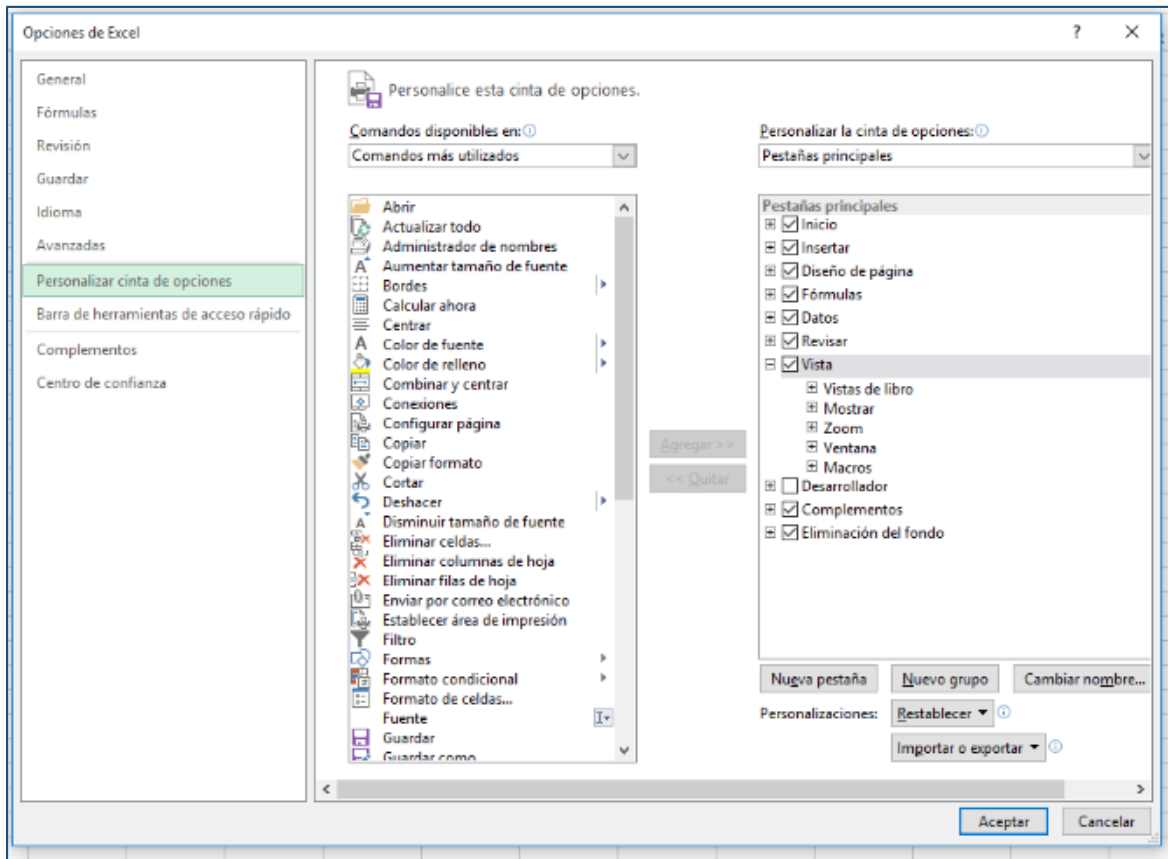 Opciones de Excel
?
General
Fórmulas
Revisión
Guardar
Idioma
Avanzadas
Personalizar cinta de opciones
Barra de herramientas de acceso rápido
Complementos
Centro de confianza
Personalice esta cinta de opciones.
Comandos disponibles en:
Comandos más utilizados
Abrir
Actualizar todo
Administrador de nombres
Aumentar tamaño de fuente
Bordes
Calcular ahora
Centrar
Color de fuente
Color de relleno
Combinar y centrar
Conexiones
Configurar página
Copiar
Copiar formato
Cortar
Deshacer
Disminuir tamaño de fuente
Eliminar celdas...
Eliminar columnas de hoja
Eliminar filas de hoja
Enviar por correo electrónico
Establecer área de impresión
Filtro
Formas
Formato condicional
Formato de celdas...
Fuente
Guardar
Guardar como
Agregar >>
<< Quitar
Personalizar la cinta de opciones:
Pestañas principales
Pestañas principales
Inicio
Insertar
Diseño de página
Fórmulas
Datos
Revisar
Vista
Vistas de libro
Mostrar
Zoom
Ventana
Macros
Desarrollador
Complementos
Eliminación del fondo
Nueva pestaña
Nuevo grupo
Cambiar nombre...
Personalizaciones:
Restablecer
Importar o exportar
Aceptar
Cancelar